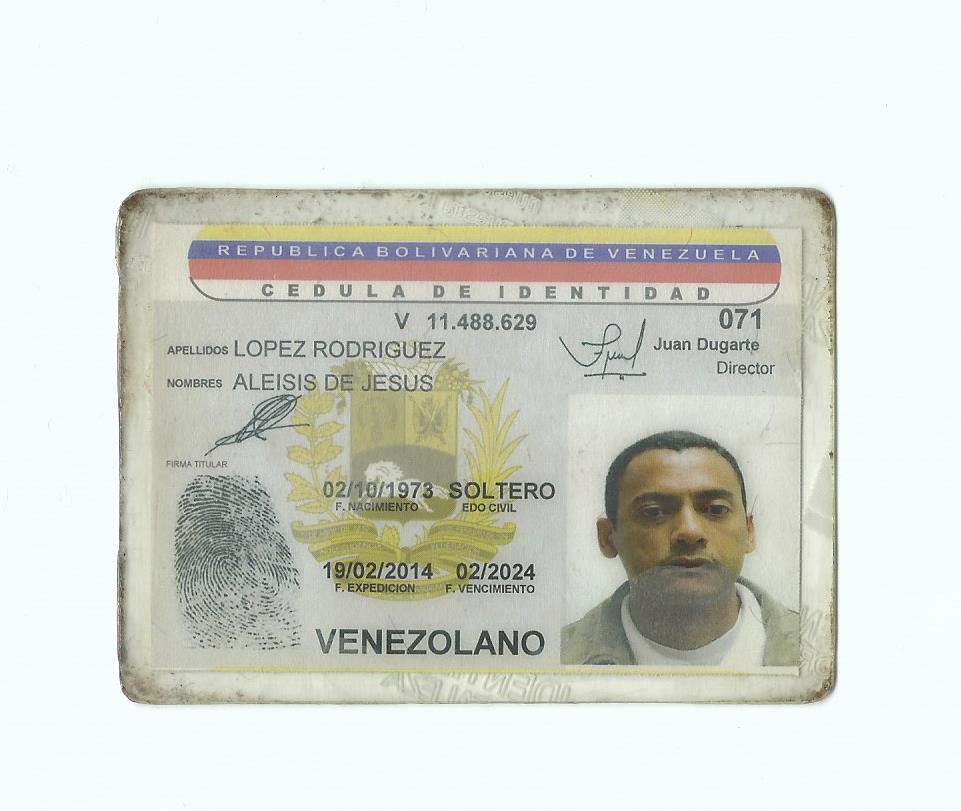 REPUBLICA BOLIVARIANA DE VENEZUELA
CEDULA DE IDENTIDAD
V 11.488.629
071
APELLIDOS LOPEZ RODRIGUEZ
Juan Dugarte
Director
NOMBRES ALEISIS DE JESUS
FIRMA TITULAR
02/10/1973 SOLTERO
F. NACIMIENTO EDO CIVIL
19/02/2014 02/2024
F. EXPEDICION F. VENCIMIENTO
VENEZOLANO